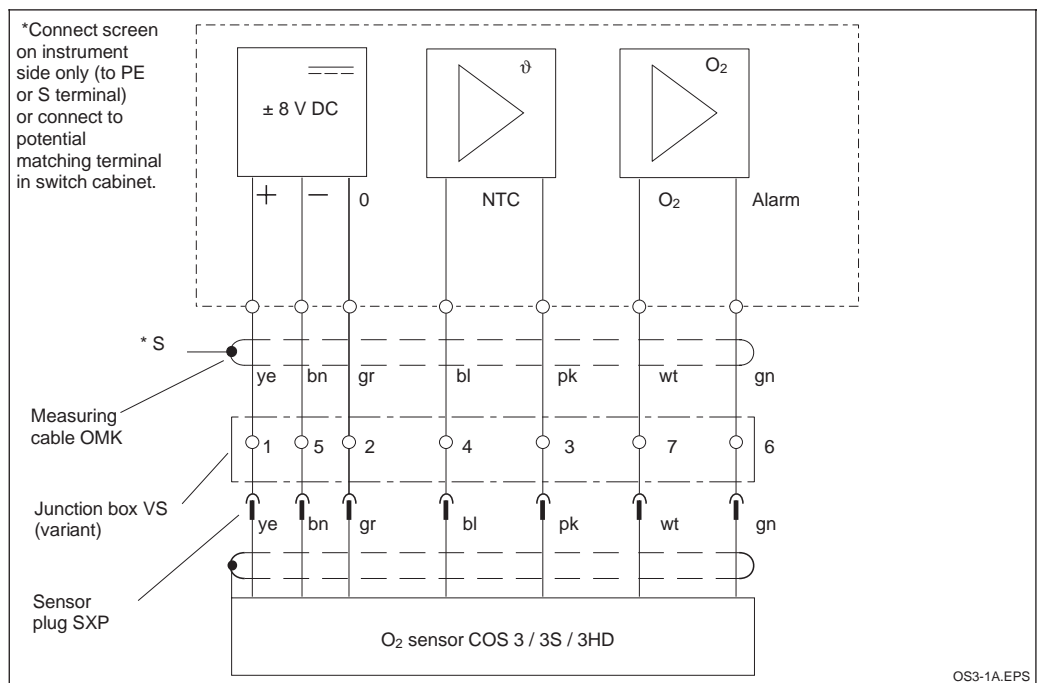 *Connect screen
on instrument
side only (to PE
or S terminal)
or connect to
potential
matching terminal
in switch cabinet.
± 8 V DC
ϑ
O₂
+ − 0 NTC O₂ Alarm
* S
ye bn gr bl pk wt gn
Measuring
cable OMK
1 5 2 4 3 7 6
Junction box VS
(variant)
ye bn gr bl pk wt gn
Sensor
plug SXP
O₂ sensor COS 3 / 3S / 3HD
OS3-1A.EPS